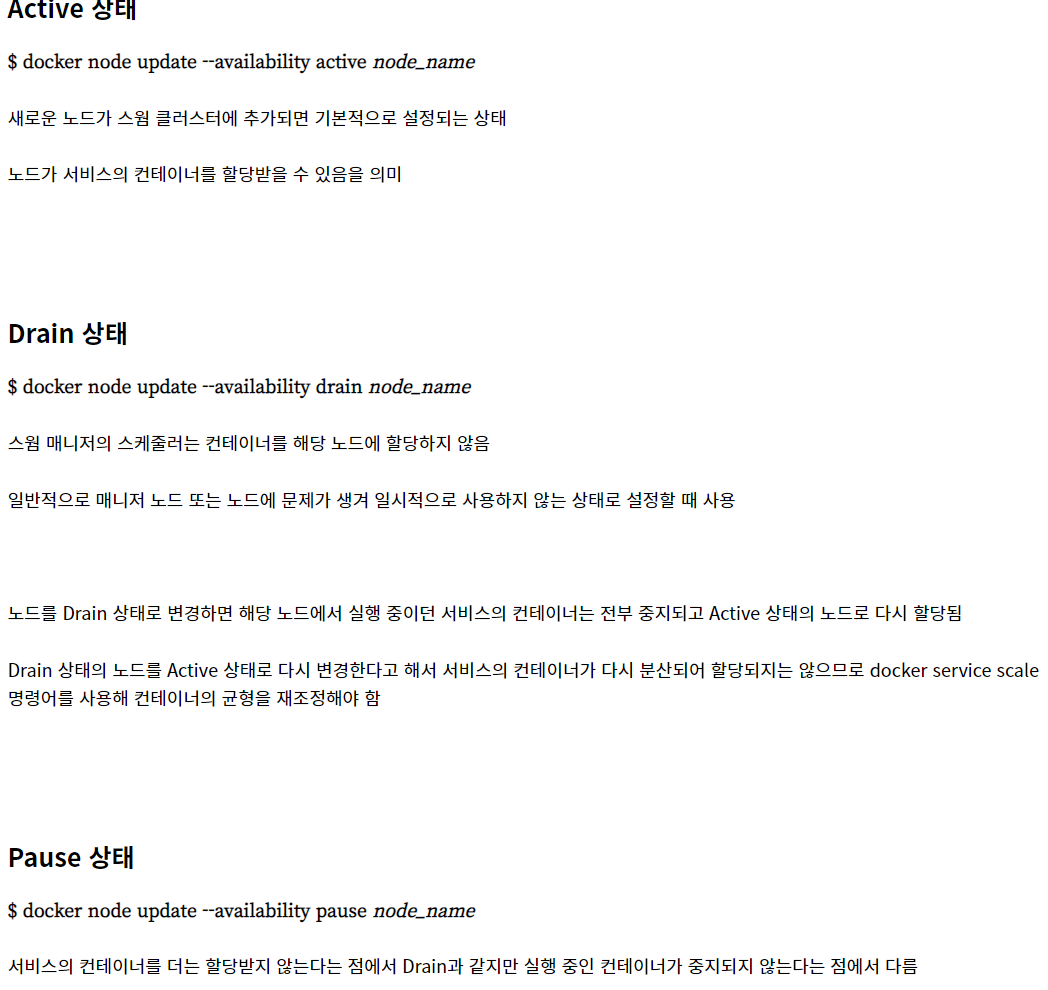 Active 상태
$ docker node update --availability active node_name
새로운 노드가 스웜 클러스터에 추가되면 기본적으로 설정되는 상태
노드가 서비스의 컨테이너를 할당받을 수 있음을 의미
Drain 상태
$ docker node update --availability drain node_name
스웜 매니저의 스케줄러는 컨테이너를 해당 노드에 할당하지 않음
일반적으로 매니저 노드 또는 노드에 문제가 생겨 일시적으로 사용하지 않는 상태로 설정할 때 사용
노드를 Drain 상태로 변경하면 해당 노드에서 실행 중이던 서비스의 컨테이너는 전부 중지되고 Active 상태의 노드로 다시 할당됨
Drain 상태의 노드를 Active 상태로 다시 변경한다고 해서 서비스의 컨테이너가 다시 분산되어 할당되지는 않으므로 docker service scale
명령어를 사용해 컨테이너의 균형을 재조정해야 함
Pause 상태
$ docker node update --availability pause node_name
서비스의 컨테이너를 더는 할당받지 않는다는 점에서 Drain과 같지만 실행 중인 컨테이너가 중지되지 않는다는 점에서 다름